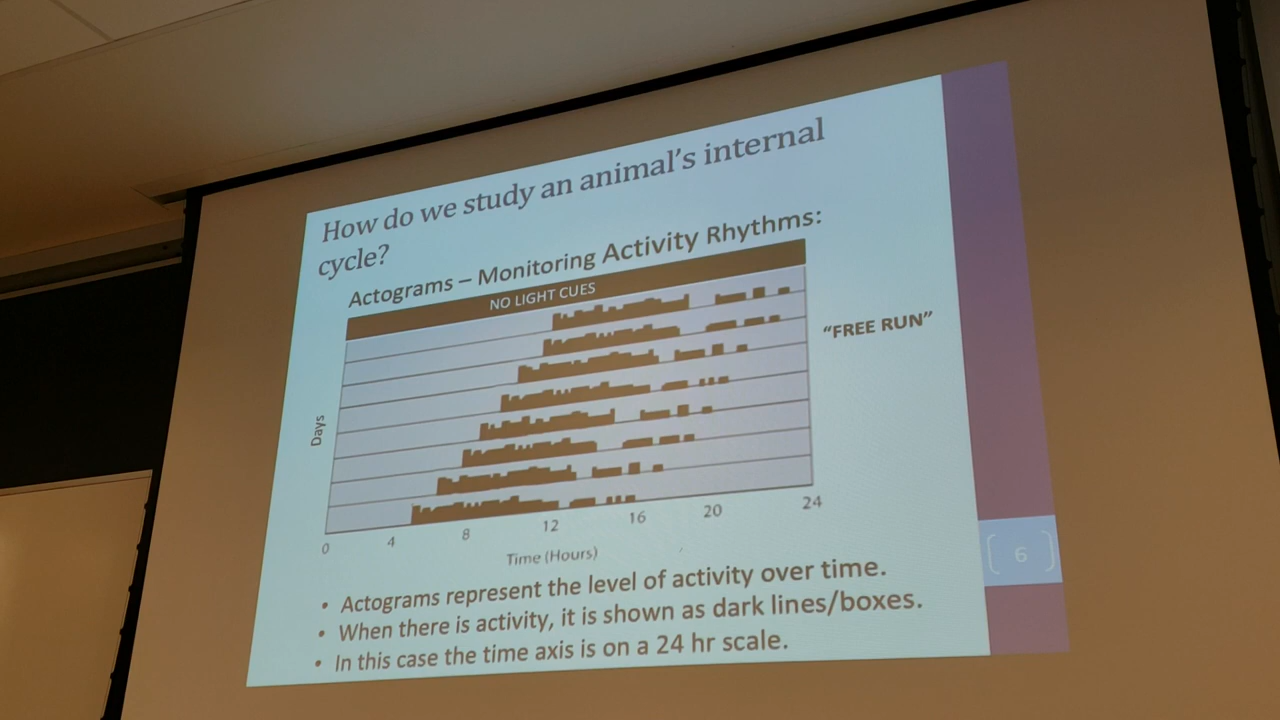 How do we study an animal's internal
cycle?
Actograms – Monitoring Activity Rhythms:
NO LIGHT CUES
"FREE RUN"
Days
0 4 8 12 16 20 24
Time (Hours)
• Actograms represent the level of activity over time.
• When there is activity, it is shown as dark lines/boxes.
• In this case the time axis is on a 24 hr scale.
6